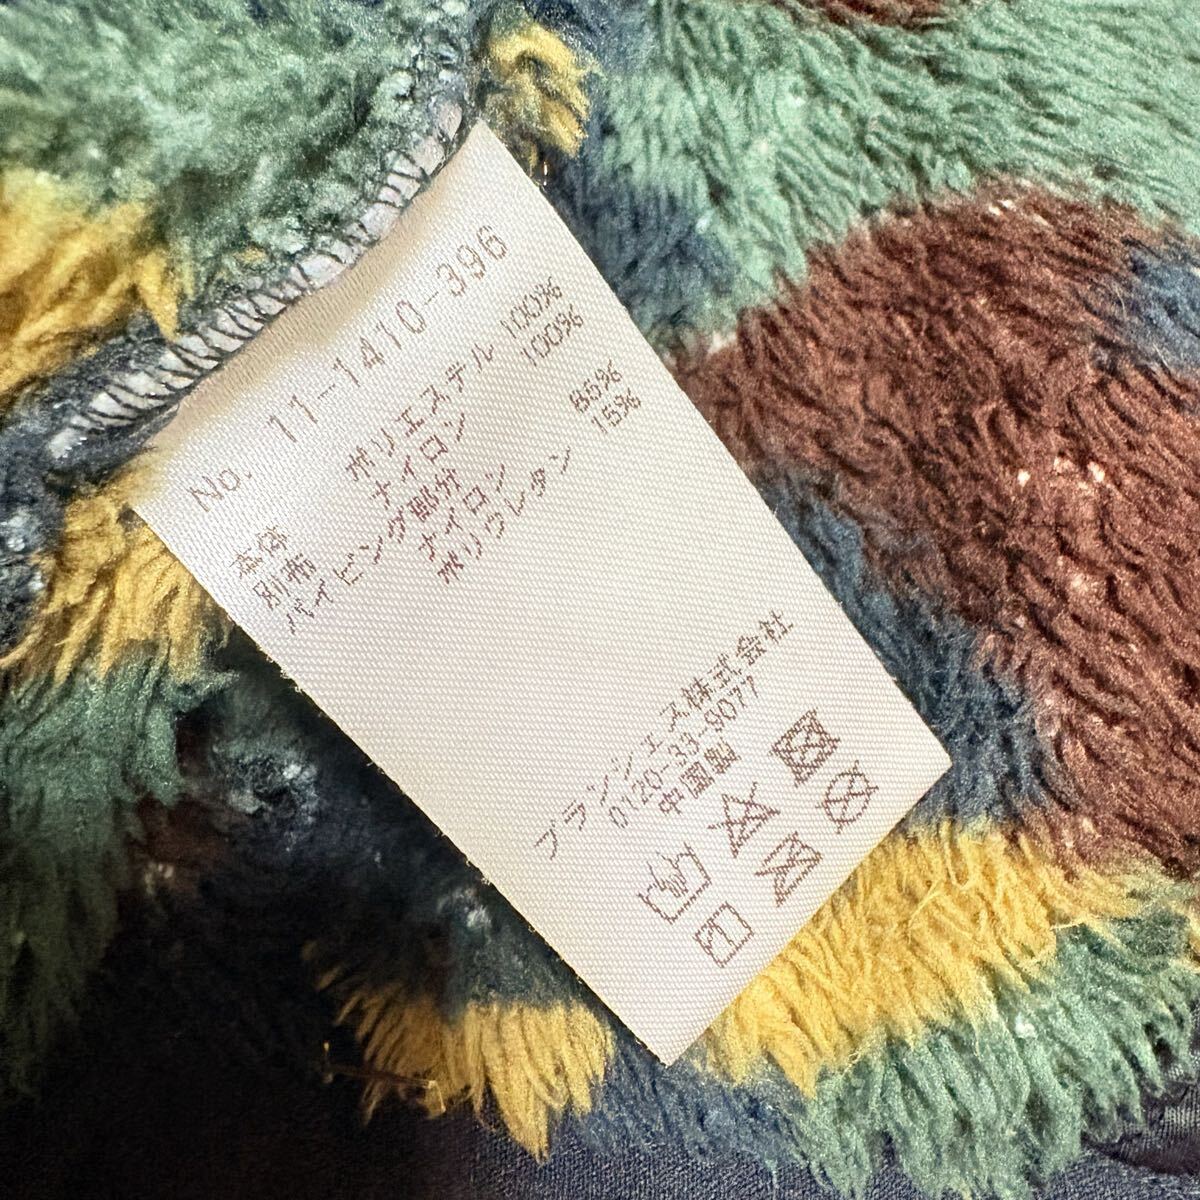 No. 11-1410-396
本体 ポリエステル 100%
別布 ナイロン 100%
パイピング部分
ナイロン 85%
ポリウレタン 15%
ブランシェス株式会社
0120-33-9077
中国製